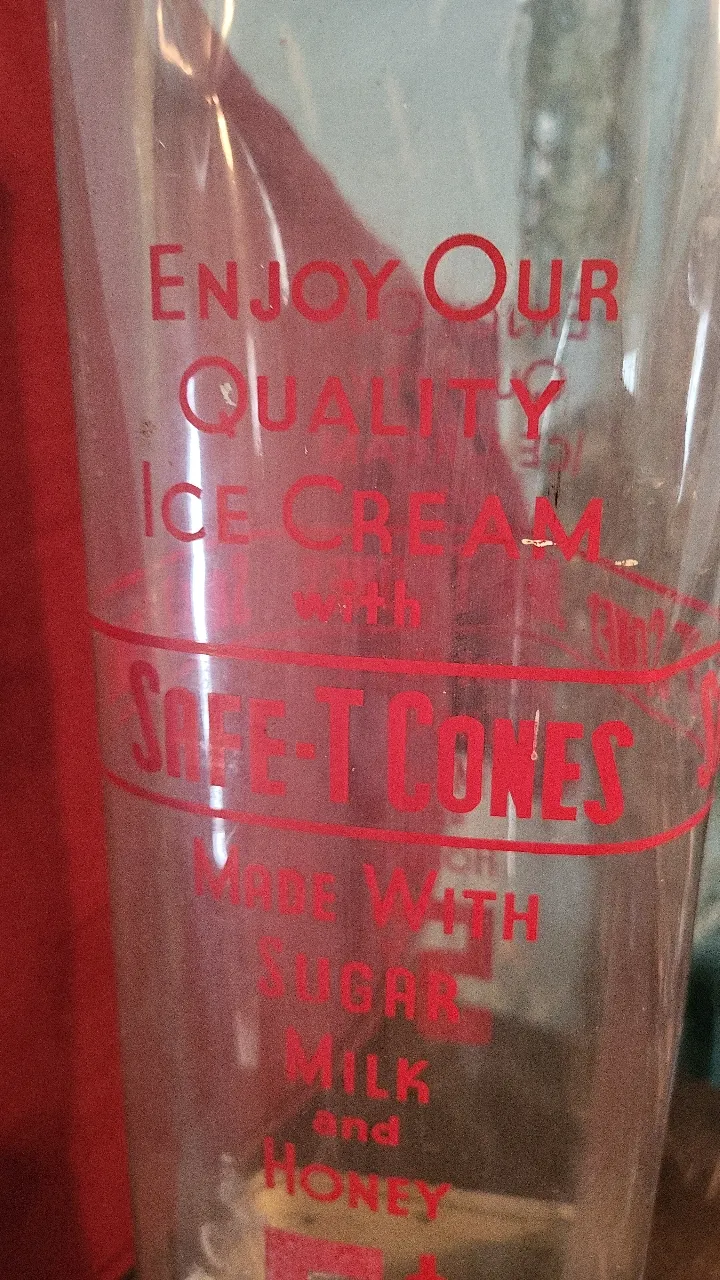 Enjoy Our
Quality
Ice Cream
with
SAFE-T CONES
Made With
Sugar
Milk
and
Honey